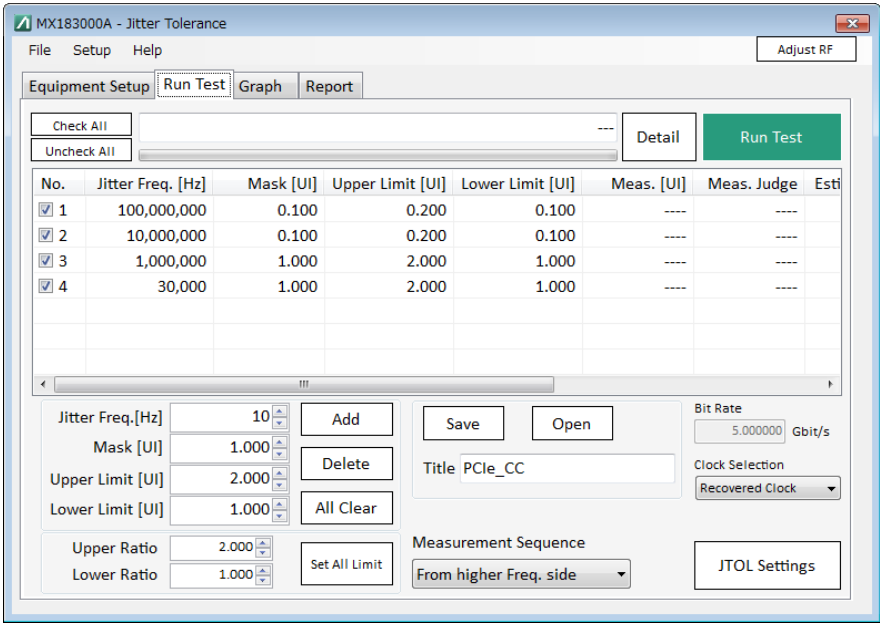 MX183000A - Jitter Tolerance
File Setup Help
Adjust RF
Equipment Setup Run Test Graph Report
Check All
---
Uncheck All
Detail
Run Test
No. Jitter Freq. [Hz] Mask [UI] Upper Limit [UI] Lower Limit [UI] Meas. [UI] Meas. Judge Esti
1 100,000,000 0.100 0.200 0.100 ---- ----
2 10,000,000 0.100 0.200 0.100 ---- ----
3 1,000,000 1.000 2.000 1.000 ---- ----
4 30,000 1.000 2.000 1.000 ---- ----
Jitter Freq.[Hz] 10
Mask [UI] 1.000
Upper Limit [UI] 2.000
Lower Limit [UI] 1.000
Add
Delete
All Clear
Upper Ratio 2.000
Lower Ratio 1.000
Set All Limit
Save Open
Title PCIe_CC
Measurement Sequence
From higher Freq. side
Bit Rate
5.000000 Gbit/s
Clock Selection
Recovered Clock
JTOL Settings